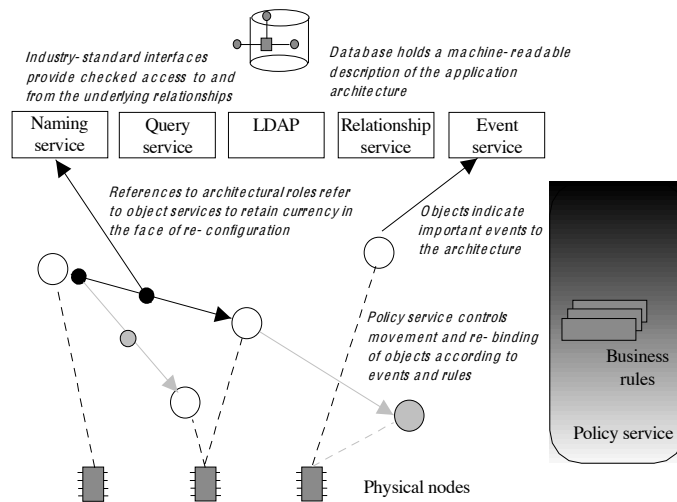 Industry-standard interfaces
provide checked access to and
from the underlying relationships
Database holds a machine-readable
description of the application
architecture
Naming
service
Query
service
LDAP
Relationship
service
Event
service
References to architectural roles refer
to object services to retain currency in
the face of re-configuration
Objects indicate
important events to
the architecture
Policy service controls
movement and re-binding
of objects according to
events and rules
Business
rules
Policy service
Physical nodes